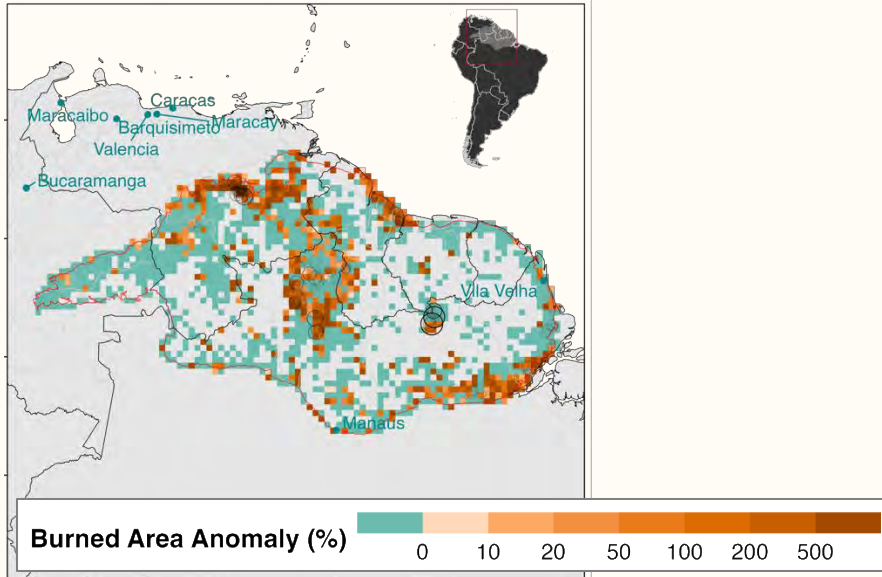 Caracas
Maracaibo
Barquisimeto
Maracay
Valencia
Bucaramanga
Vila Velha
Manaus
Burned Area Anomaly (%)
0 10 20 50 100 200 500